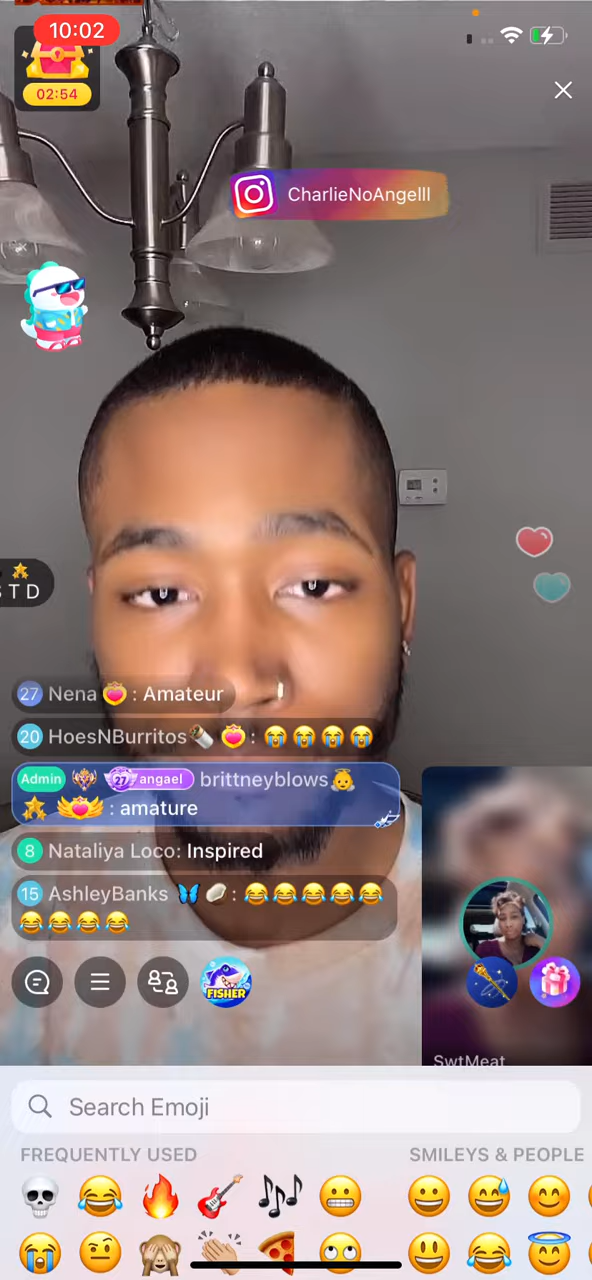 10:02
02:54
CharlieNoAngelll
S T D
27 Nena : Amateur
20 HoesNBurritos :
Admin 27 angael brittneyblows
: amature
8 Nataliya Loco: Inspired
15 AshleyBanks :
FISHER
SwtMeat
Search Emoji
FREQUENTLY USED SMILEYS & PEOPLE